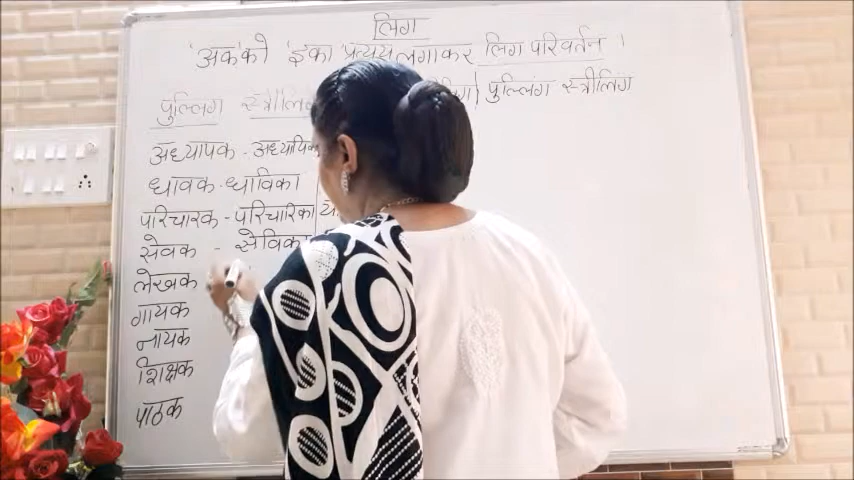 लिंग
'अक' को 'इका' प्रत्यय लगाकर लिंग परिवर्तन ।
पुल्लिंग स्त्रीलिंग पुल्लिंग स्त्रीलिंग
अध्यापक - अध्यापिका
धावक - धाविका
परिचारक - परिचारिका
सेवक - सेविका
लेखक
गायक
नायक
शिक्षक
पाठक